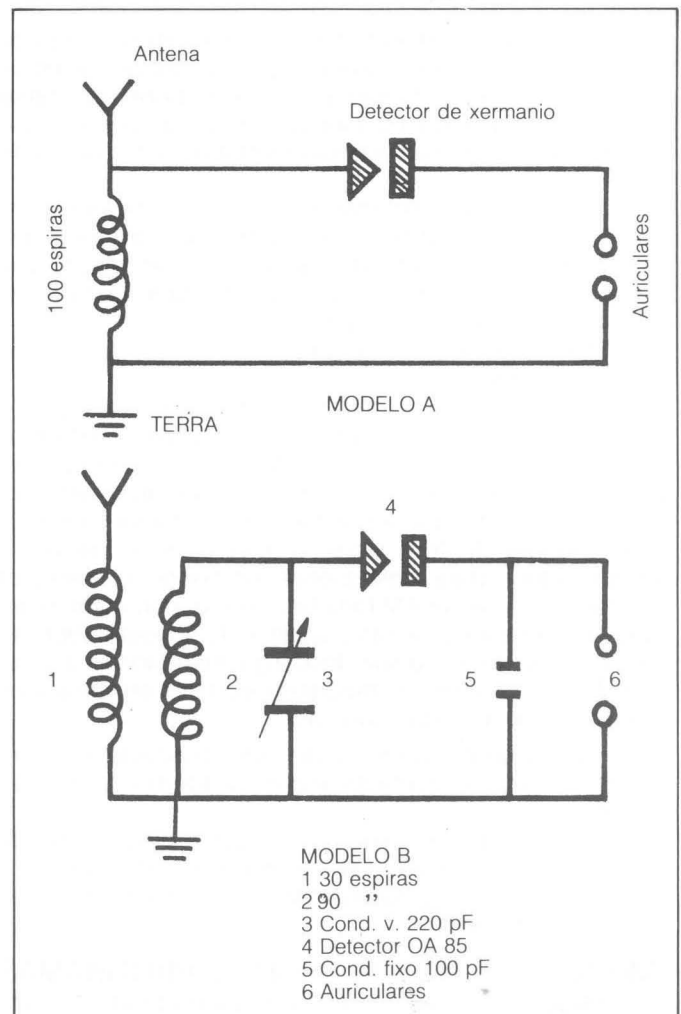 Antena
Detector de xermanio
100 espiras
Auriculares
MODELO A
TERRA
4
1
2
3
5
6
MODELO B
1 30 espiras
2 90 ”
3 Cond. v. 220 pF
4 Detector OA 85
5 Cond. fixo 100 pF
6 Auriculares